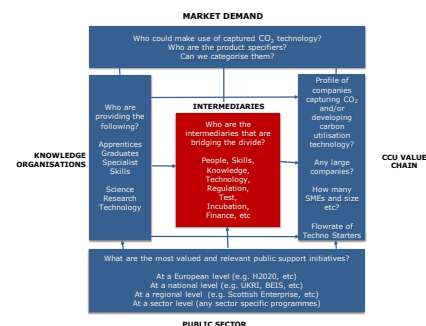 MARKET DEMAND
Who could make use of captured CO₂ technology?
Who are the product specifiers?
Can we categorise them?
Who are
providing the
following?
Apprentices
Graduates
Specialist
Skills
Science
Research
Technology
KNOWLEDGE
ORGANISATIONS
INTERMEDIARIES
Who are the
intermediaries that are
bridging the divide?
People, Skills,
Knowledge,
Technology,
Regulation,
Test,
Incubation,
Finance, etc
Profile of
companies
capturing CO₂
and/or
developing
carbon
utilisation
technology?
Any large
companies?
How many
SMEs and size
etc?
Flowrate of
Techno Starters
CCU VALUE
CHAIN
What are the most valued and relevant public support initiatives?
At a European level (e.g. H2020, etc)
At a national level (e.g. UKRI, BEIS, etc)
At a regional level (e.g. Scottish Enterprise, etc)
At a sector level (any sector specific programmes)
PUBLIC SECTOR